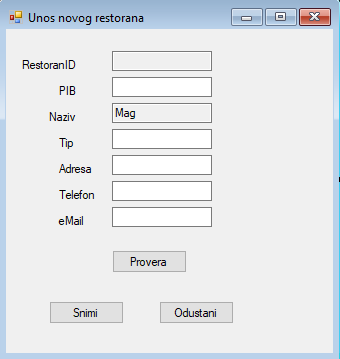 Unos novog restorana
RestoranID
PIB
Naziv Mag
Tip
Adresa
Telefon
eMail
Provera
Snimi Odustani